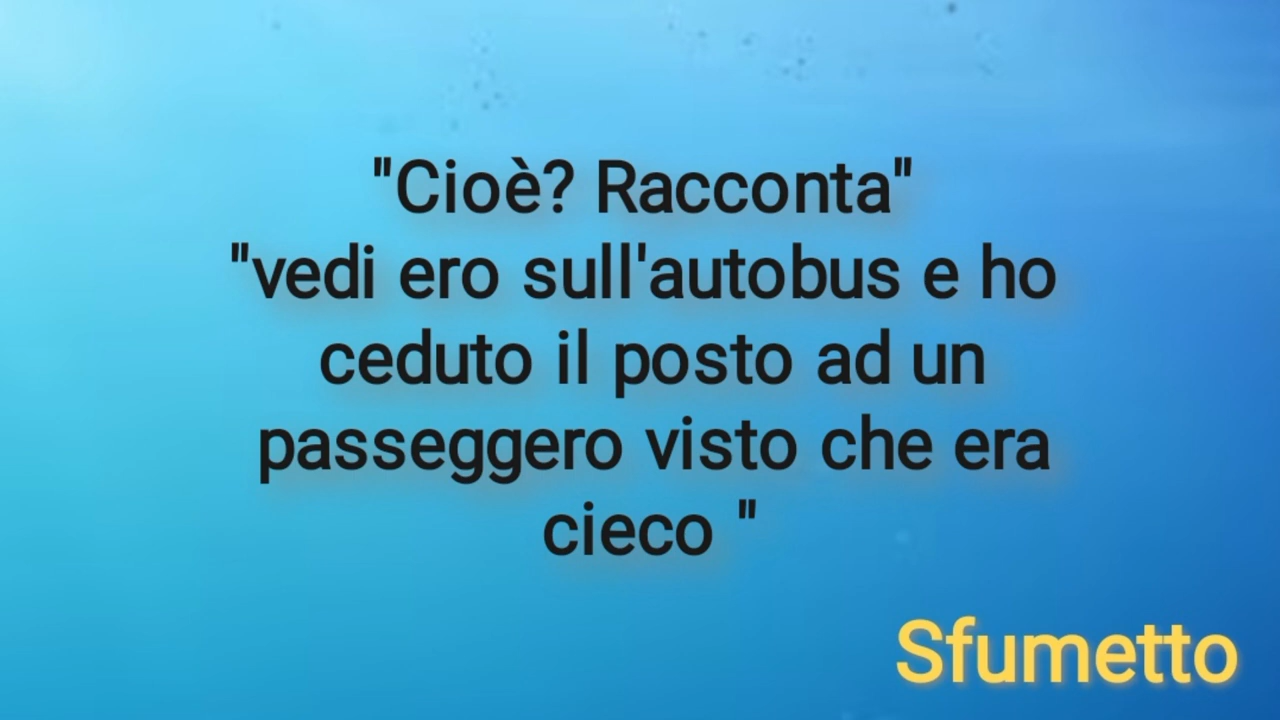 "Cioè? Racconta"
"vedi ero sull'autobus e ho
ceduto il posto ad un
passeggero visto che era
cieco "
Sfumetto